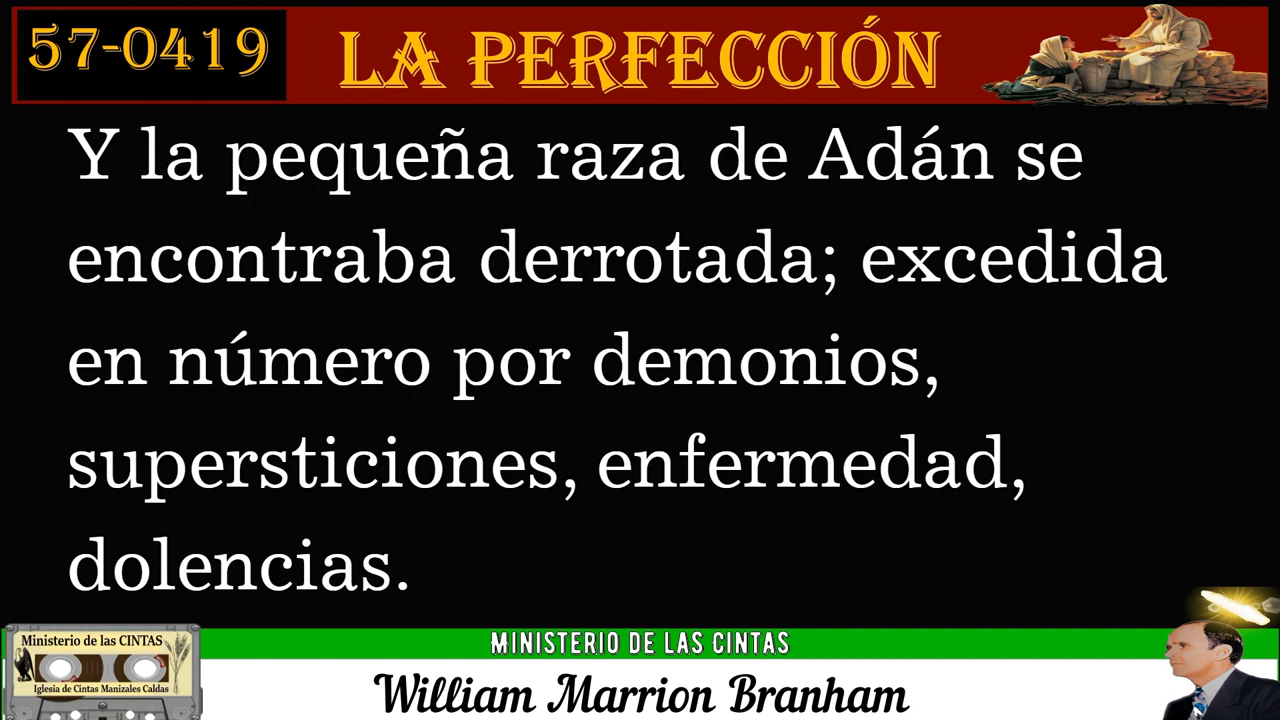 57-0419
LA PERFECCIÓN
Y la pequeña raza de Adán se
encontraba derrotada; excedida
en número por demonios,
supersticiones, enfermedad,
dolencias.
Ministerio de las CINTAS
Iglesia de Cintas Manizales Caldas
MINISTERIO DE LAS CINTAS
William Marrion Branham